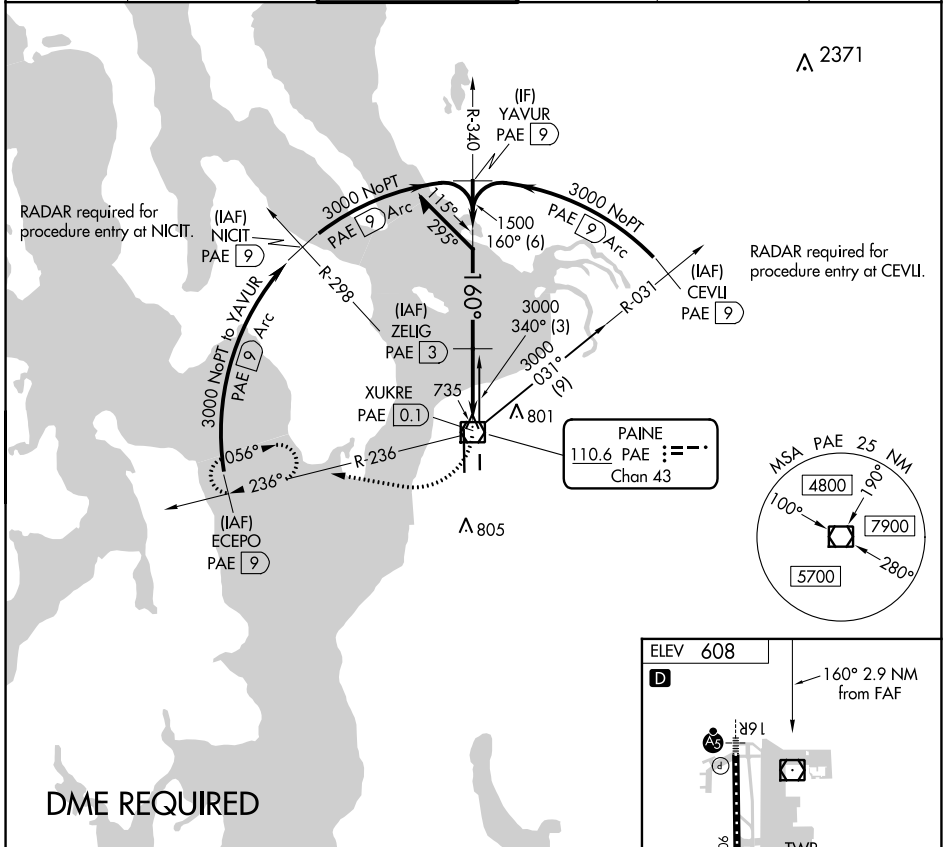 2371
(IF)
YAVUR
PAE 9
R-340
3000 NoPT
PAE 9 Arc
115°
295°
1500
160° (6)
3000 NoPT
PAE 9 Arc
RADAR required for
procedure entry at NICIT.
(IAF)
NICIT
PAE 9
R-298
RADAR required for
procedure entry at CEVLI.
(IAF)
CEVLI
PAE 9
R-031
160°
(IAF)
ZELIG
PAE 3
3000
340° (3)
3000
031°
(9)
3000 NoPT to YAVUR
PAE 9 Arc
XUKRE
PAE 0.1
735
801
PAINE
110.6 PAE
Chan 43
056°
236°
R-236
(IAF)
ECEPO
PAE 9
805
MSA PAE 25 NM
4800
190°
100°
7900
280°
5700
ELEV 608
D
160° 2.9 NM
from FAF
16R
A5
P
DME REQUIRED